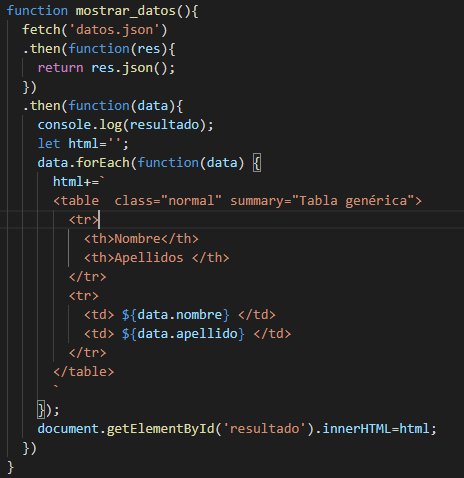 function mostrar_datos(){
  fetch('datos.json')
  .then(function(res){
    return res.json();
  })
  .then(function(data){
    console.log(resultado);
    let html='';
    data.forEach(function(data) {
      html+=`
      <table  class="normal" summary="Tabla genérica">
        <tr>
          <th>Nombre</th>
          <th>Apellidos </th>
        </tr>
        <tr>
          <td> ${data.nombre} </td>
          <td> ${data.apellido} </td>
        </tr>
      </table>
      `
    });
    document.getElementById('resultado').innerHTML=html;
  })
}